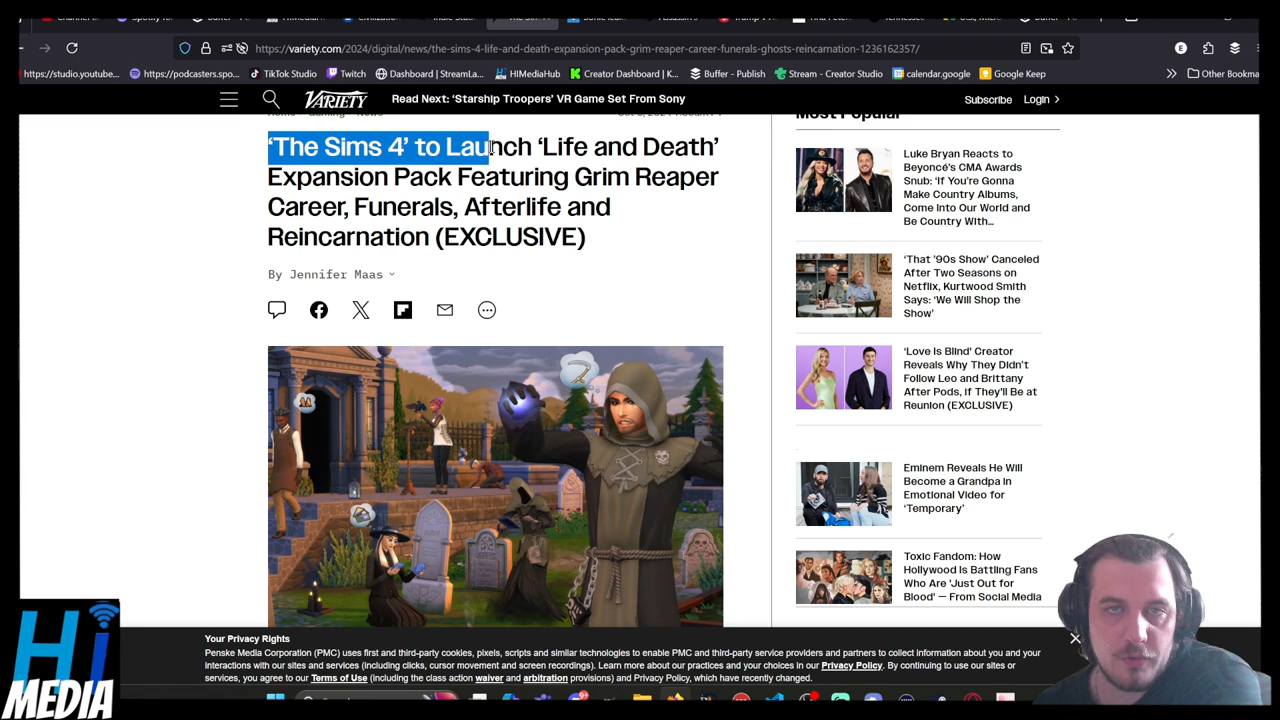 https://variety.com/2024/digital/news/the-sims-4-life-and-death-expansion-pack-grim-reaper-career-funerals-ghosts-reincarnation-1236162357/
E
https://studio.youtube...
https://podcasters.spo...
TikTok Studio
Twitch
Dashboard | StreamLa...
HIMediaHub
Creator Dashboard | K...
Buffer - Publish
Stream - Creator Studio
calendar.google
Google Keep
Other Bookma
VARIETY
Read Next: ‘Starship Troopers’ VR Game Set From Sony
Subscribe
Login
‘The Sims 4’ to Launch ‘Life and Death’
Expansion Pack Featuring Grim Reaper
Career, Funerals, Afterlife and
Reincarnation (EXCLUSIVE)
By Jennifer Maas
Most Popular
Luke Bryan Reacts to
Beyoncé’s CMA Awards
Snub: ‘If You’re Gonna
Make Country Albums,
Come Into Our World and
Be Country With…
‘That ’90s Show’ Canceled
After Two Seasons on
Netflix, Kurtwood Smith
Says: ‘We Will Shop the
Show’
‘Love Is Blind’ Creator
Reveals Why They Didn’t
Follow Leo and Brittany
After Pods, if They’ll Be at
Reunion (EXCLUSIVE)
Eminem Reveals He Will
Become a Grandpa in
Emotional Video for
‘Temporary’
Toxic Fandom: How
Hollywood Is Battling Fans
Who Are ‘Just Out for
Blood’ — From Social Media
Your Privacy Rights
Penske Media Corporation (PMC) uses first and third-party cookies, pixels, scripts and similar technologies to enable PMC and third-party service providers and partners to collect information about you and your
interactions with our sites and services (including clicks, cursor movement and screen recordings). Learn more about our practices and your choices in our Privacy Policy. By continuing to use our sites or
services, you agree to our Terms of Use (including the class action waiver and arbitration provisions) and Privacy Policy, which have recently changed.
Hi
MEDIA